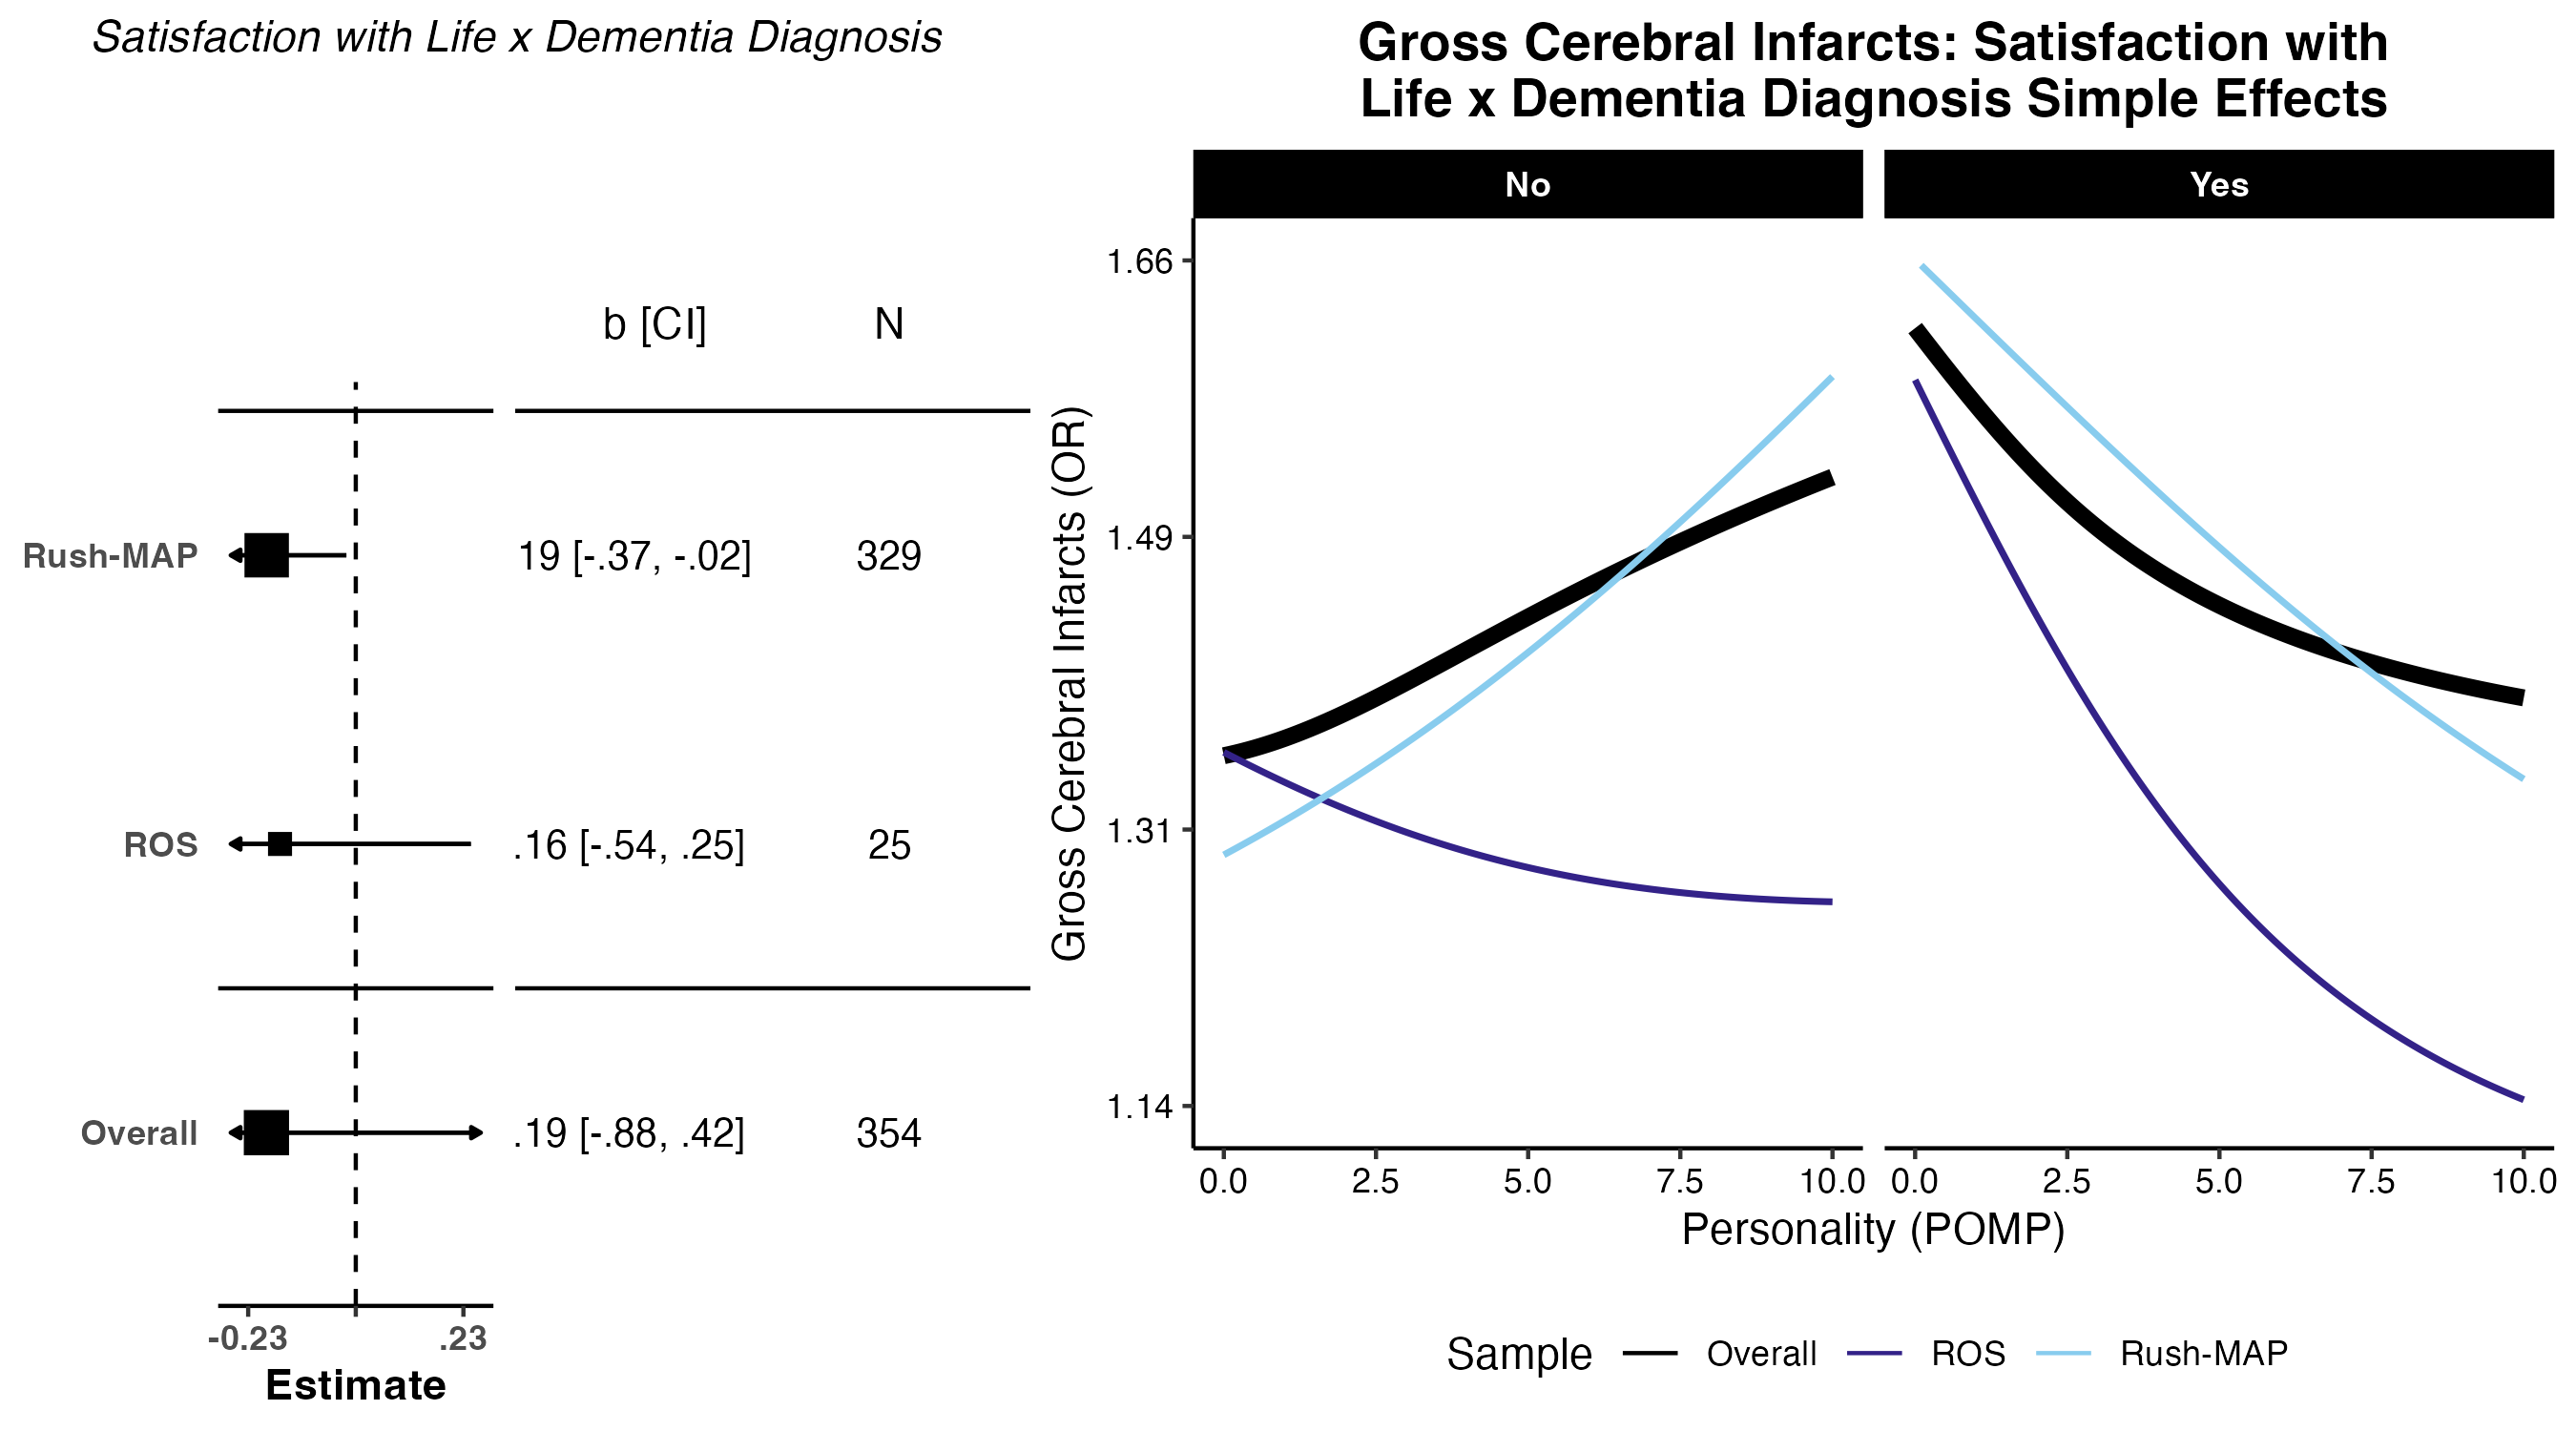 Satisfaction with Life x Dementia Diagnosis
b [CI] N
Rush-MAP 19 [-.37, -.02] 329
ROS .16 [-.54, .25] 25
Overall .19 [-.88, .42] 354
-0.23 .23
Estimate
Gross Cerebral Infarcts: Satisfaction with
Life x Dementia Diagnosis Simple Effects
No Yes
Gross Cerebral Infarcts (OR)
1.66
1.49
1.31
1.14
0.0 2.5 5.0 7.5 10.0 0.0 2.5 5.0 7.5 10.0
Personality (POMP)
Sample Overall ROS Rush-MAP